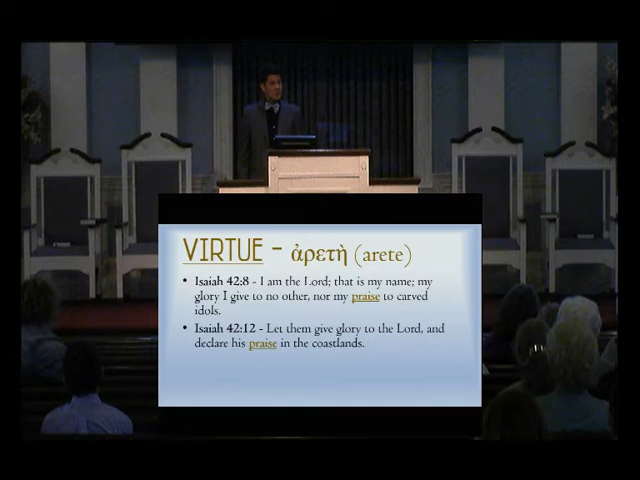 VIRTUE - ἀρετὴ (arete)
• Isaiah 42:8 - I am the Lord; that is my name; my
glory I give to no other, nor my praise to carved
idols.
• Isaiah 42:12 - Let them give glory to the Lord, and
declare his praise in the coastlands.